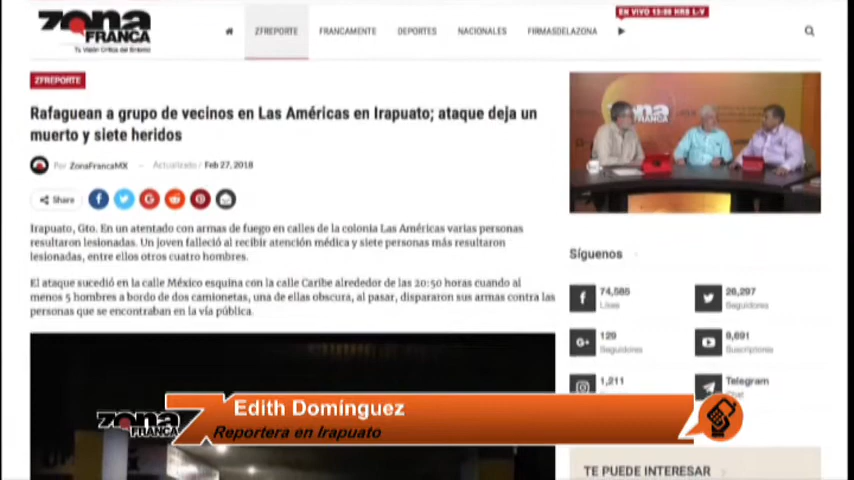 ZONA
FRANCA
Tu Visión Crítica del Entorno
ZFREPORTE
FRANCAMENTE
DEPORTES
NACIONALES
FIRMASDELAZONA
EN VIVO 13:00 HRS L-V
ZFREPORTE
Rafaguean a grupo de vecinos en Las Américas en Irapuato; ataque deja un
muerto y siete heridos
Por ZonaFrancaMX — Actualizado / Feb 27, 2018
Share
Irapuato, Gto. En un atentado con armas de fuego en calles de la colonia Las Américas varias personas
resultaron lesionadas. Un joven falleció al recibir atención médica y siete personas más resultaron
lesionadas, entre ellos otros cuatro hombres.
El ataque sucedió en la calle México esquina con la calle Caribe alrededor de las 20:50 horas cuando al
menos 5 hombres a bordo de dos camionetas, una de ellas obscura, al pasar, dispararon sus armas contra las
personas que se encontraban en la vía pública.
ZONA
FRANCA
Síguenos
74,585
Likes
26,297
Seguidores
129
Seguidores
9,691
Suscriptores
1,211
Telegram
Chat
TE PUEDE INTERESAR
ZONA
FRANCA
Edith Domínguez
Reportera en Irapuato